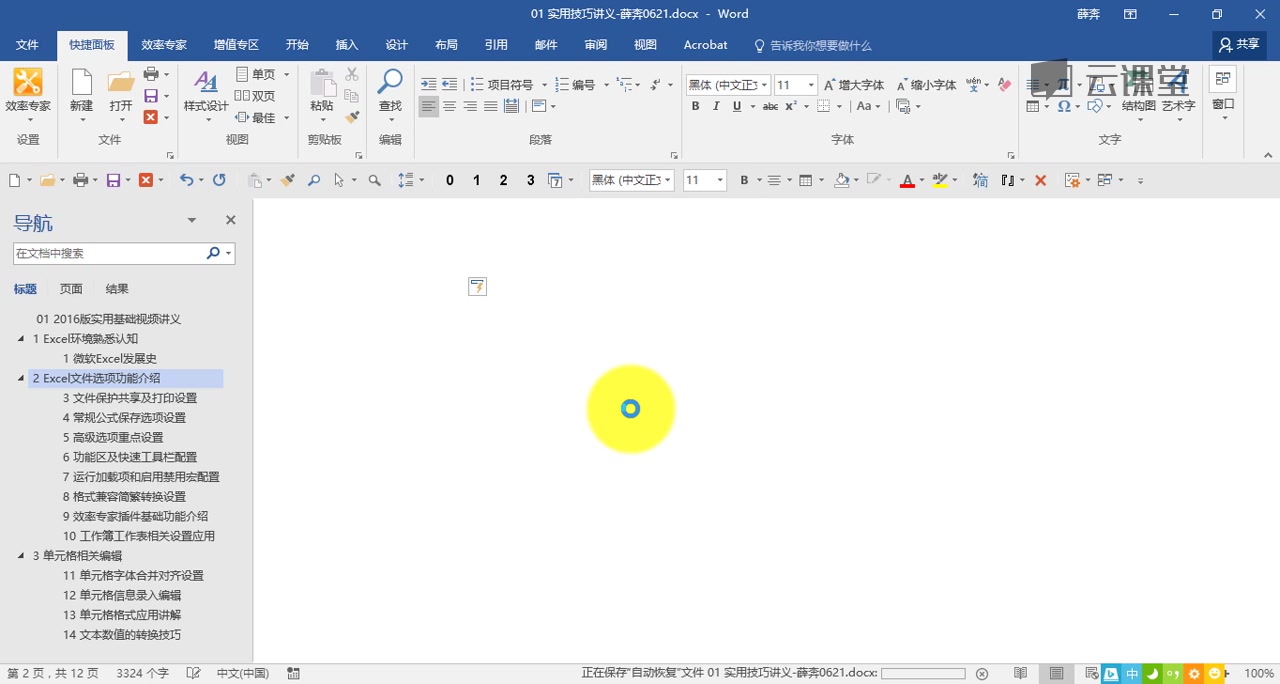 01 实用技巧讲义-薛奔0621.docx - Word
薛奔
文件 快捷面板 效率专家 增值专区 开始 插入 设计 布局 引用 邮件 审阅 视图 Acrobat 告诉我你想要做什么 共享
效率专家 新建 打开 样式设计 单页 粘贴 查找 项目符号 编号 黑体 (中文正 11 增大字体 缩小字体 wén 云课堂
双页 B I U abc x² Aa Ω 结构图 艺术字 窗口
最佳
设置 文件 视图 剪贴板 编辑 段落 字体 文字
0 1 2 3 7 黑体 (中文正 11 B A ab 简
导航
在文档中搜索
标题 页面 结果
01 2016版实用基础视频讲义
1 Excel环境熟悉认知
1 微软Excel发展史
2 Excel文件选项功能介绍
3 文件保护共享及打印设置
4 常规公式保存选项设置
5 高级选项重点设置
6 功能区及快速工具栏配置
7 运行加载项和启用禁用宏配置
8 格式兼容简繁转换设置
9 效率专家插件基础功能介绍
10 工作簿工作表相关设置应用
3 单元格相关编辑
11 单元格字体合并对齐设置
12 单元格信息录入编辑
13 单元格格式应用讲解
14 文本数值的转换技巧
第 2 页，共 12 页 3324 个字 中文(中国) 正在保存"自动恢复"文件 01 实用技巧讲义-薛奔0621.docx: 中 100%